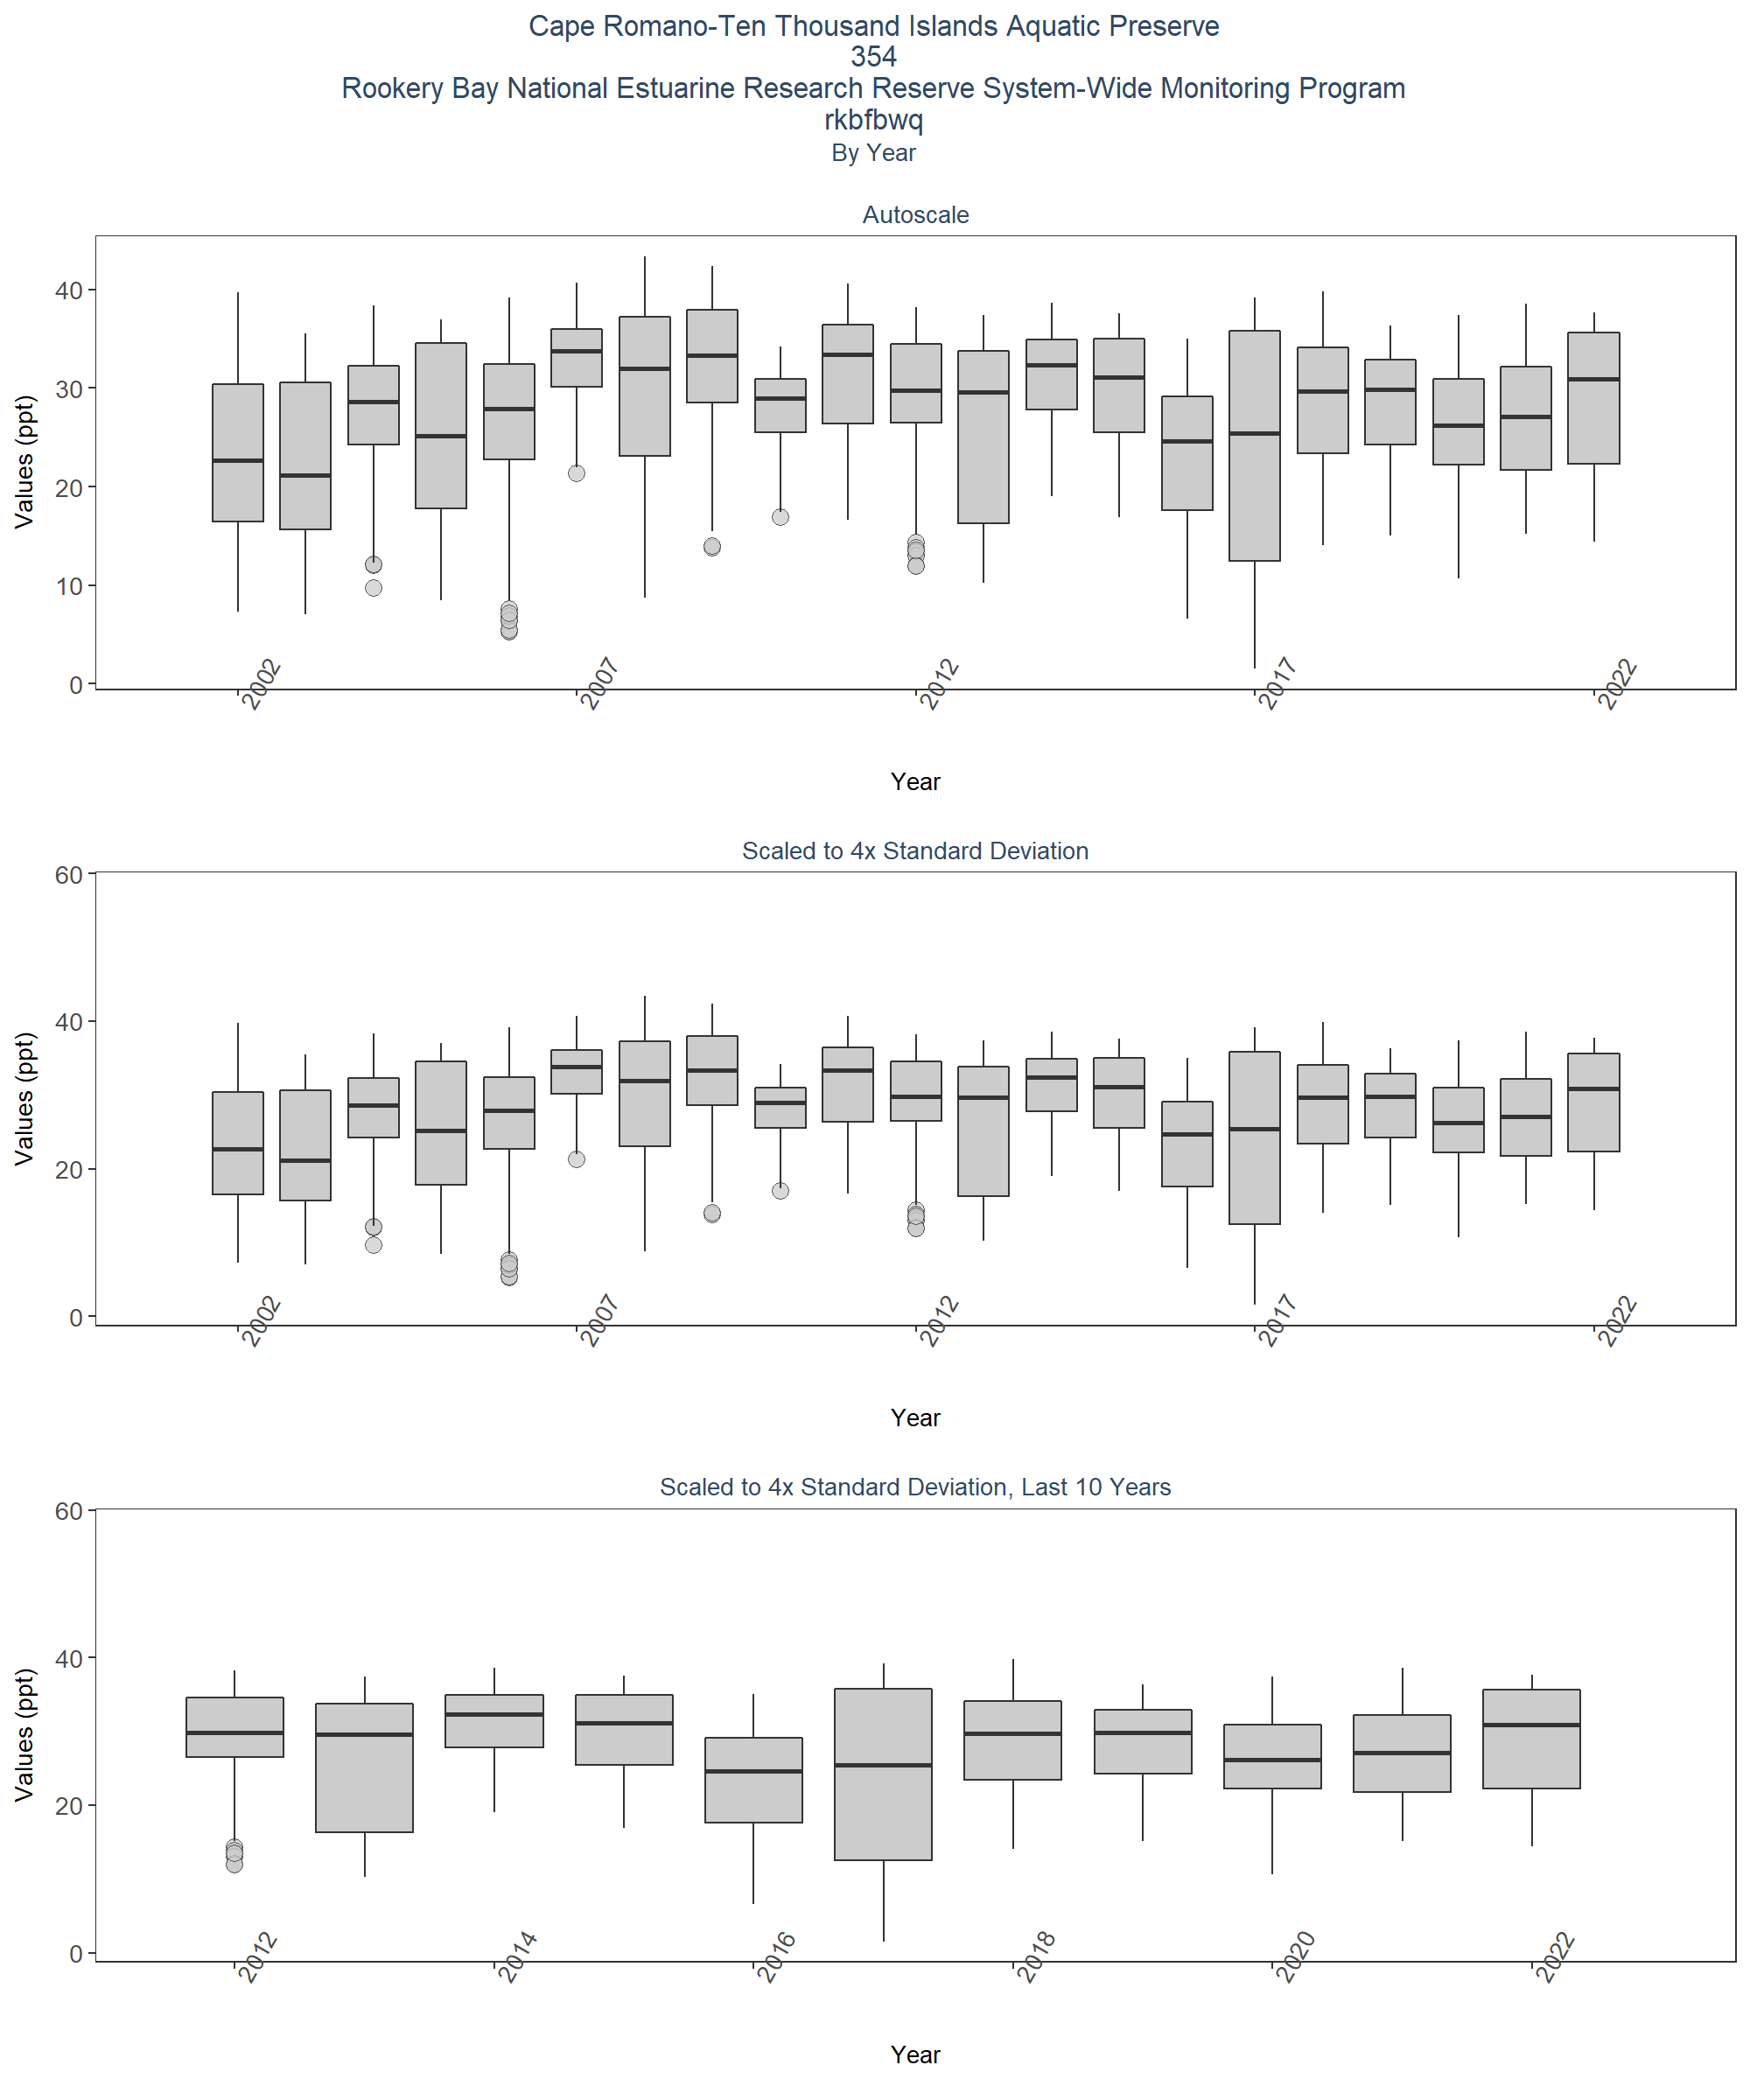 Cape Romano-Ten Thousand Islands Aquatic Preserve
354
Rookery Bay National Estuarine Research Reserve System-Wide Monitoring Program
rkbfbwq
By Year
Autoscale
Values (ppt)
40
30
20
10
0
2002 2007 2012 2017 2022
Year
Scaled to 4x Standard Deviation
Values (ppt)
60
40
20
0
2002 2007 2012 2017 2022
Year
Scaled to 4x Standard Deviation, Last 10 Years
Values (ppt)
60
40
20
0
2012 2014 2016 2018 2020 2022
Year